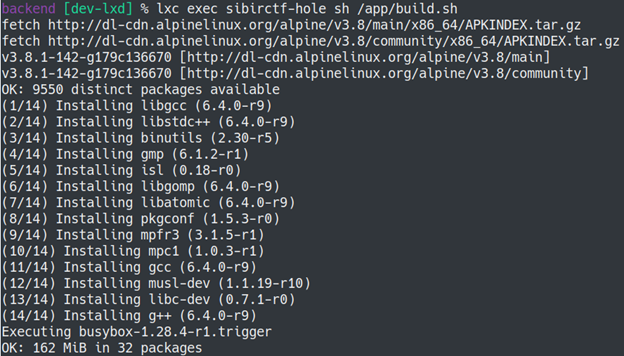 backend [dev-lxd] % lxc exec sibirctf-hole sh /app/build.sh
fetch http://dl-cdn.alpinelinux.org/alpine/v3.8/main/x86_64/APKINDEX.tar.gz
fetch http://dl-cdn.alpinelinux.org/alpine/v3.8/community/x86_64/APKINDEX.tar.gz
v3.8.1-142-g179c136670 [http://dl-cdn.alpinelinux.org/alpine/v3.8/main]
v3.8.1-142-g179c136670 [http://dl-cdn.alpinelinux.org/alpine/v3.8/community]
OK: 9550 distinct packages available
(1/14) Installing libgcc (6.4.0-r9)
(2/14) Installing libstdc++ (6.4.0-r9)
(3/14) Installing binutils (2.30-r5)
(4/14) Installing gmp (6.1.2-r1)
(5/14) Installing isl (0.18-r0)
(6/14) Installing libgomp (6.4.0-r9)
(7/14) Installing libatomic (6.4.0-r9)
(8/14) Installing pkgconf (1.5.3-r0)
(9/14) Installing mpfr3 (3.1.5-r1)
(10/14) Installing mpc1 (1.0.3-r1)
(11/14) Installing gcc (6.4.0-r9)
(12/14) Installing musl-dev (1.1.19-r10)
(13/14) Installing libc-dev (0.7.1-r0)
(14/14) Installing g++ (6.4.0-r9)
Executing busybox-1.28.4-r1.trigger
OK: 162 MiB in 32 packages